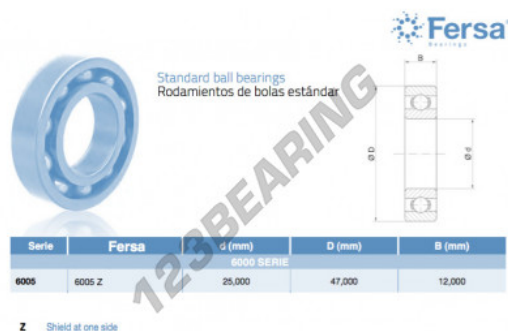 Fersa
Bearings
Standard ball bearings
Rodamientos de bolas estándar
B
Ø D
Ø d
123BEARING
Serie Fersa d (mm) D (mm) B (mm)
6000 SERIE
6005 6005 Z 25,000 47,000 12,000
Z Shield at one side